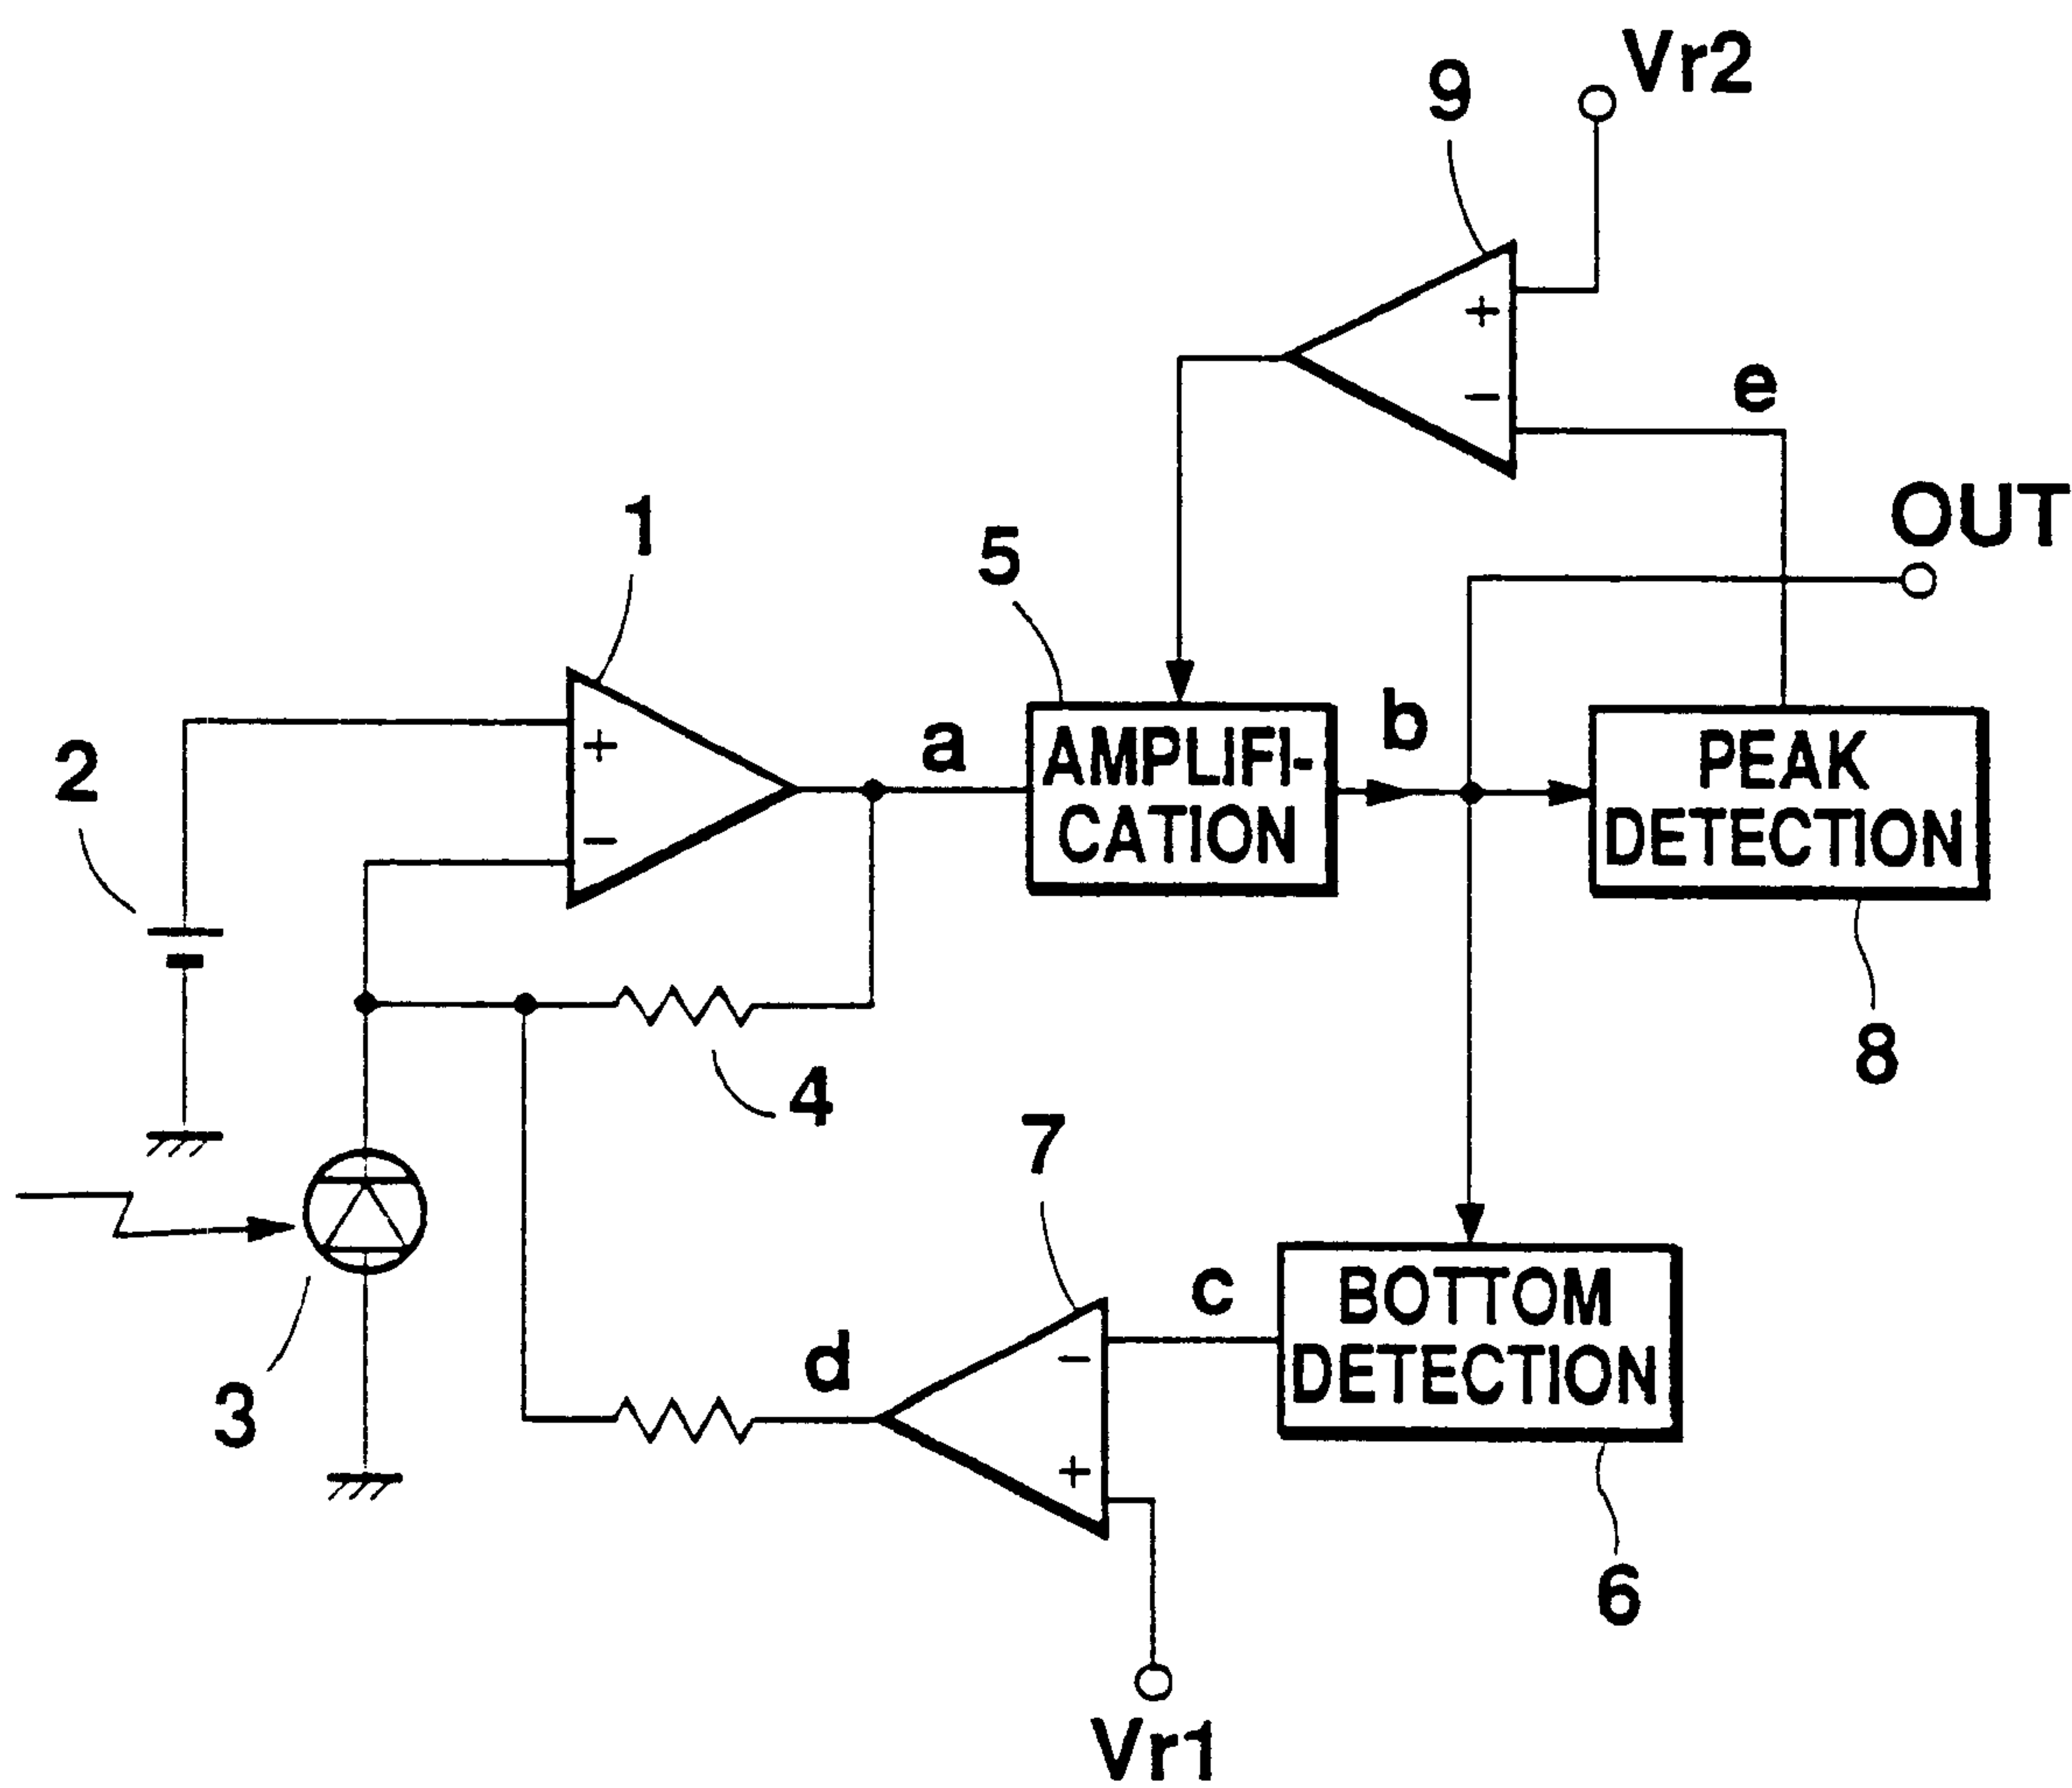 Vr2
9
+
−
e
OUT
1
5
+
−
a
AMPLIFI-
CATION
b
PEAK
DETECTION
2
4
8
7
3
d
−
+
c
BOTTOM
DETECTION
6
Vr1